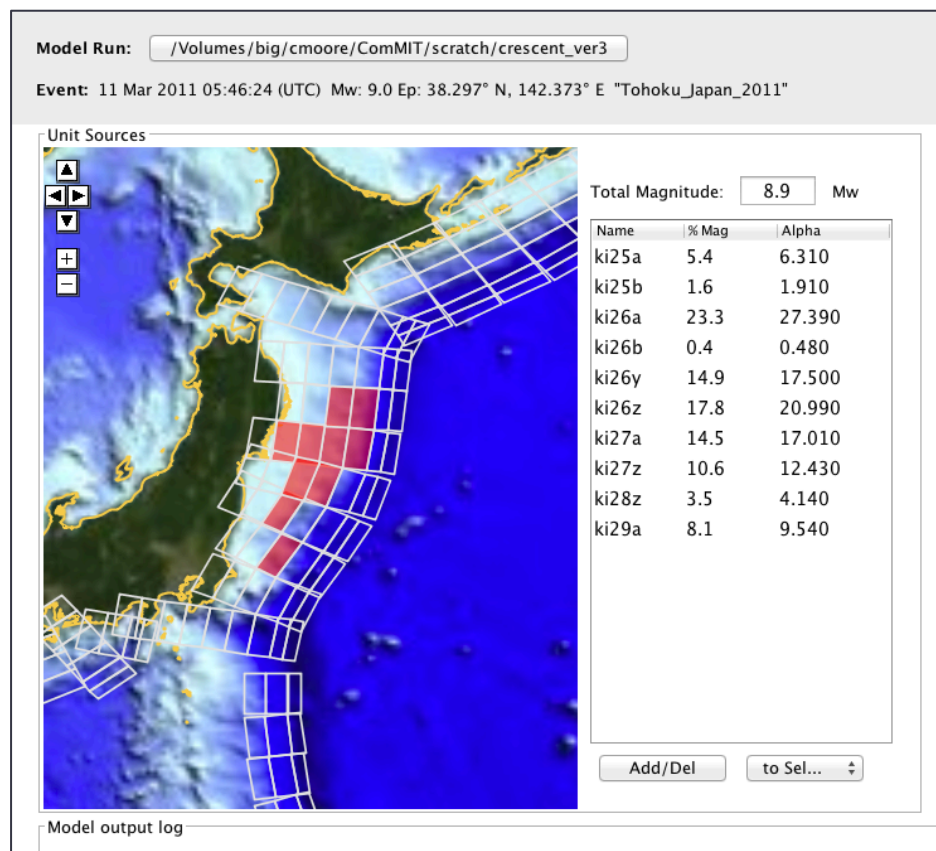 Model Run: /Volumes/big/cmoore/ComMIT/scratch/crescent_ver3
Event: 11 Mar 2011 05:46:24 (UTC) Mw: 9.0 Ep: 38.297° N, 142.373° E "Tohoku_Japan_2011"
Unit Sources
Total Magnitude: 8.9 Mw
Name % Mag Alpha
ki25a 5.4 6.310
ki25b 1.6 1.910
ki26a 23.3 27.390
ki26b 0.4 0.480
ki26y 14.9 17.500
ki26z 17.8 20.990
ki27a 14.5 17.010
ki27z 10.6 12.430
ki28z 3.5 4.140
ki29a 8.1 9.540
Add/Del to Sel...
Model output log